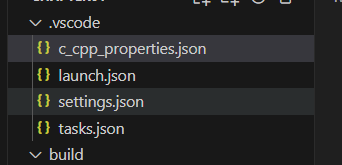 .vscode
{} c_cpp_properties.json
{} launch.json
{} settings.json
{} tasks.json
build